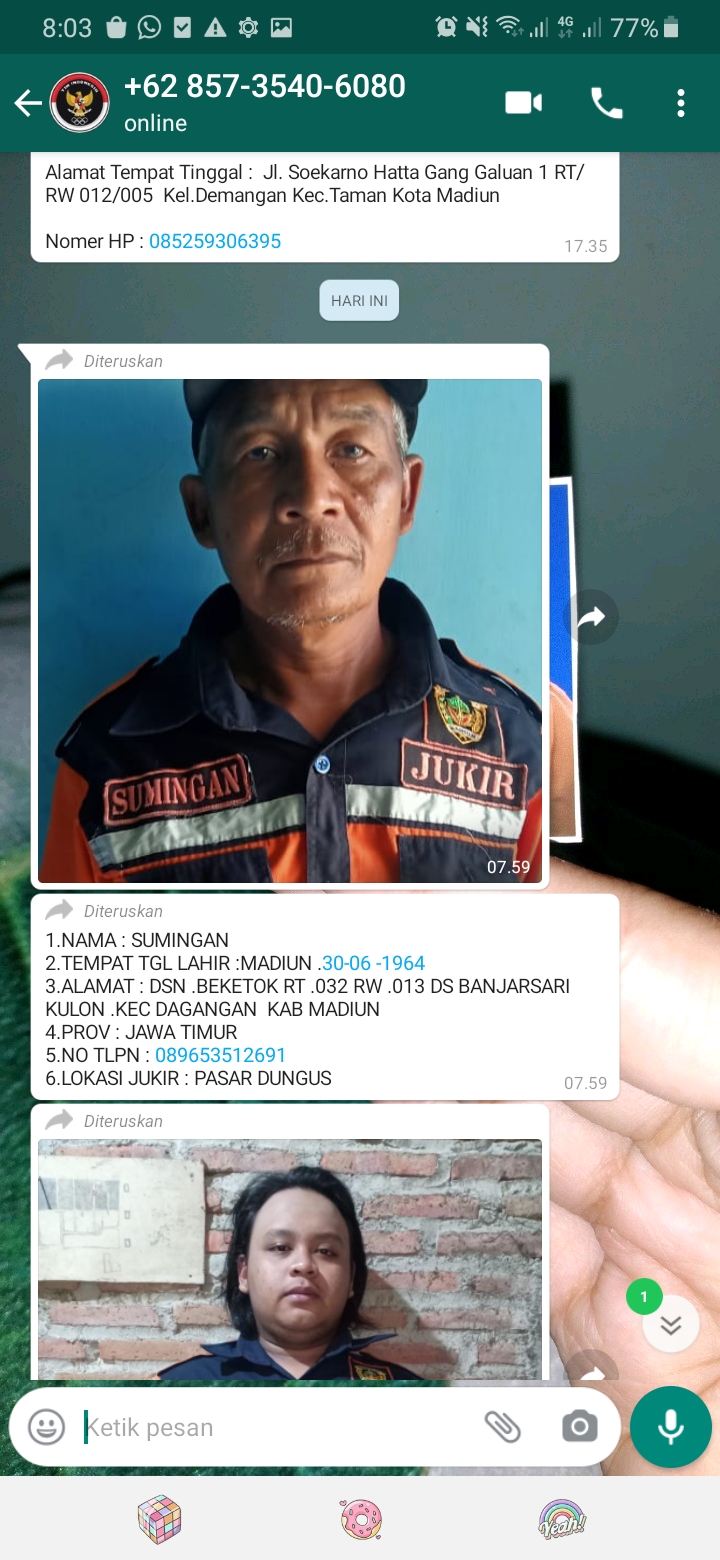 8:03
4G
77%
+62 857-3540-6080
online
Alamat Tempat Tinggal : Jl. Soekarno Hatta Gang Galuan 1 RT/
RW 012/005 Kel.Demangan Kec.Taman Kota Madiun
Nomer HP : 085259306395
17.35
HARI INI
Diteruskan
SUMINGAN
JUKIR
07.59
Diteruskan
1.NAMA : SUMINGAN
2.TEMPAT TGL LAHIR :MADIUN .30-06 -1964
3.ALAMAT : DSN .BEKETOK RT .032 RW .013 DS BANJARSARI
KULON .KEC DAGANGAN KAB MADIUN
4.PROV : JAWA TIMUR
5.NO TLPN : 089653512691
6.LOKASI JUKIR : PASAR DUNGUS
07.59
Diteruskan
1
Ketik pesan
Yeah!